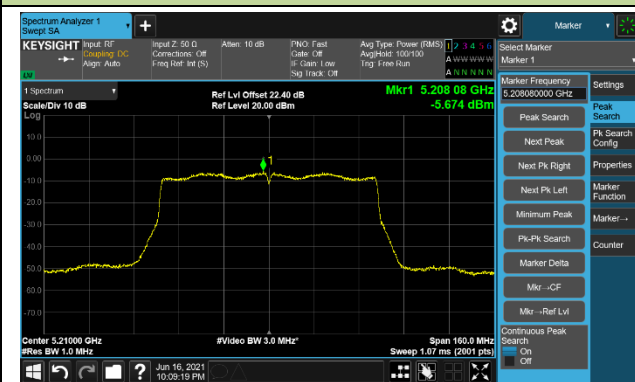 Spectrum Analyzer 1
Swept SA
+
Marker
KEYSIGHT
Input: RF
Coupling: DC
Align: Auto
Input Z: 50 Ω
Corrections: Off
Freq Ref: Int (S)
Atten: 10 dB
PNO: Fast
Gate: Off
IF Gain: Low
Sig Track: Off
Avg Type: Power (RMS)
Avg|Hold: 100/100
Trig: Free Run
1 2 3 4 5 6
A W W W W W
A N N N N N
Select Marker
Marker 1
1 Spectrum
Scale/Div 10 dB
Log
Ref Lvl Offset 22.40 dB
Ref Level 20.00 dBm
Mkr1 5.208 08 GHz
-5.674 dBm
10.0
0.00
-10.0
-20.0
-30.0
-40.0
-50.0
-60.0
-70.0
1
Center 5.21000 GHz
#Res BW 1.0 MHz
#Video BW 3.0 MHz*
Span 160.0 MHz
Sweep 1.07 ms (2001 pts)
Marker Frequency
5.208080000 GHz
Peak Search
Next Peak
Next Pk Right
Next Pk Left
Minimum Peak
Pk-Pk Search
Marker Delta
Mkr→CF
Mkr→Ref Lvl
Continuous Peak
Search
On
Off
Settings
Peak
Search
Pk Search
Config
Properties
Marker
Function
Marker→
Counter
?
Jun 16, 2021
10:09:19 PM